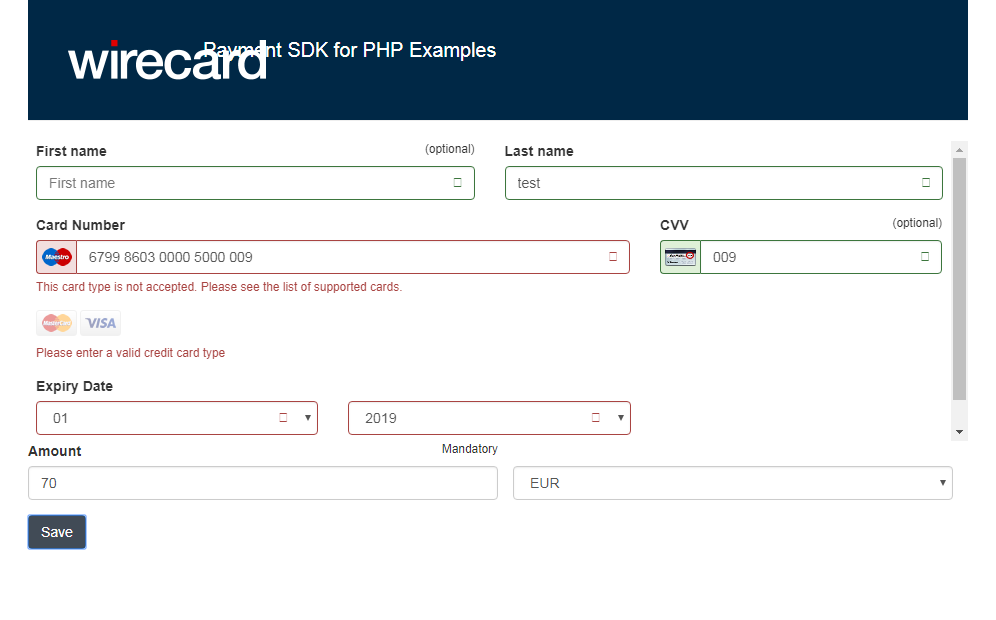 wirecard
Payment SDK for PHP Examples
First name (optional)
First name
Last name
test
Card Number
Maestro 6799 8603 0000 5000 009
CVV (optional)
009
This card type is not accepted. Please see the list of supported cards.
MasterCard VISA
Please enter a valid credit card type
Expiry Date
01 2019
Amount Mandatory
70 EUR
Save